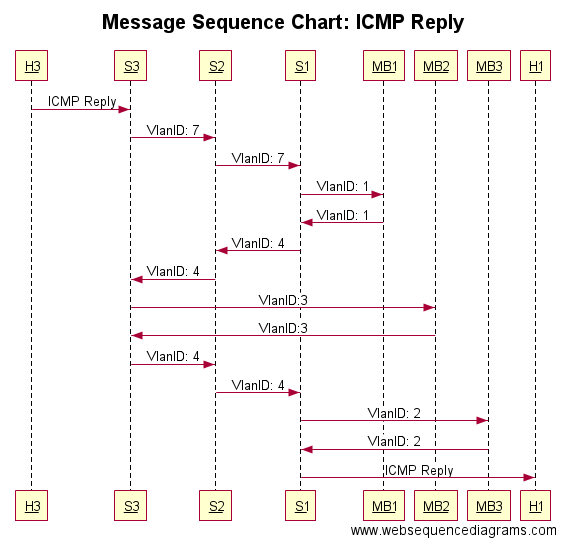 Message Sequence Chart: ICMP Reply
H3 S3 S2 S1 MB1 MB2 MB3 H1
ICMP Reply
VlanID: 7
VlanID: 7
VlanID: 1
VlanID: 1
VlanID: 4
VlanID: 4
VlanID:3
VlanID:3
VlanID: 4
VlanID: 4
VlanID: 2
VlanID: 2
ICMP Reply
H3 S3 S2 S1 MB1 MB2 MB3 H1
www.websequencediagrams.com